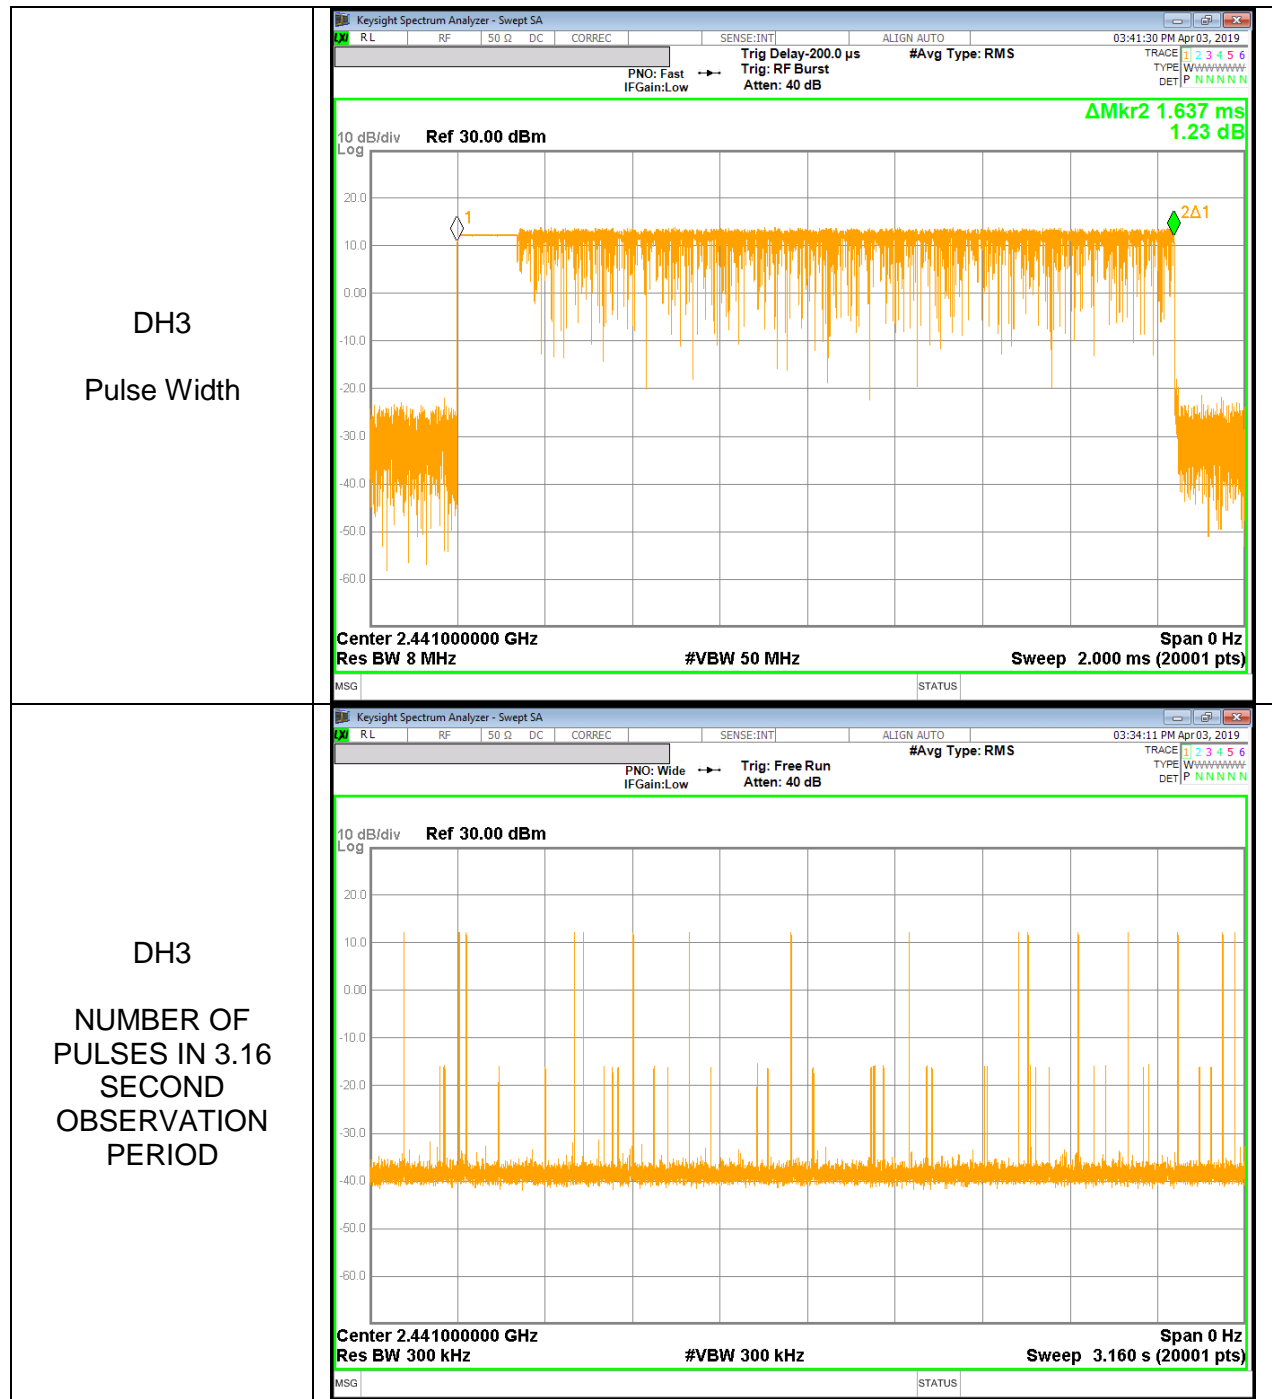 DH3
Pulse Width
Keysight Spectrum Analyzer - Swept SA
LXI RL RF 50 Ω DC CORREC SENSE:INT ALIGN AUTO 03:41:30 PM Apr 03, 2019
Trig Delay-200.0 µs #Avg Type: RMS TRACE 1 2 3 4 5 6
PNO: Fast Trig: RF Burst TYPE WWWWWW
IFGain:Low Atten: 40 dB DET P N N N N N
ΔMkr2 1.637 ms
1.23 dB
10 dB/div Ref 30.00 dBm
Log
20.0
1
2Δ1
10.0
0.00
-10.0
-20.0
-30.0
-40.0
-50.0
-60.0
Center 2.441000000 GHz Span 0 Hz
Res BW 8 MHz #VBW 50 MHz Sweep 2.000 ms (20001 pts)
MSG STATUS
DH3
NUMBER OF
PULSES IN 3.16
SECOND
OBSERVATION
PERIOD
Keysight Spectrum Analyzer - Swept SA
LXI RL RF 50 Ω DC CORREC SENSE:INT ALIGN AUTO 03:34:11 PM Apr 03, 2019
#Avg Type: RMS TRACE 1 2 3 4 5 6
PNO: Wide Trig: Free Run TYPE WWWWWW
IFGain:Low Atten: 40 dB DET P N N N N N
10 dB/div Ref 30.00 dBm
Log
20.0
10.0
0.00
-10.0
-20.0
-30.0
-40.0
-50.0
-60.0
Center 2.441000000 GHz Span 0 Hz
Res BW 300 kHz #VBW 300 kHz Sweep 3.160 s (20001 pts)
MSG STATUS